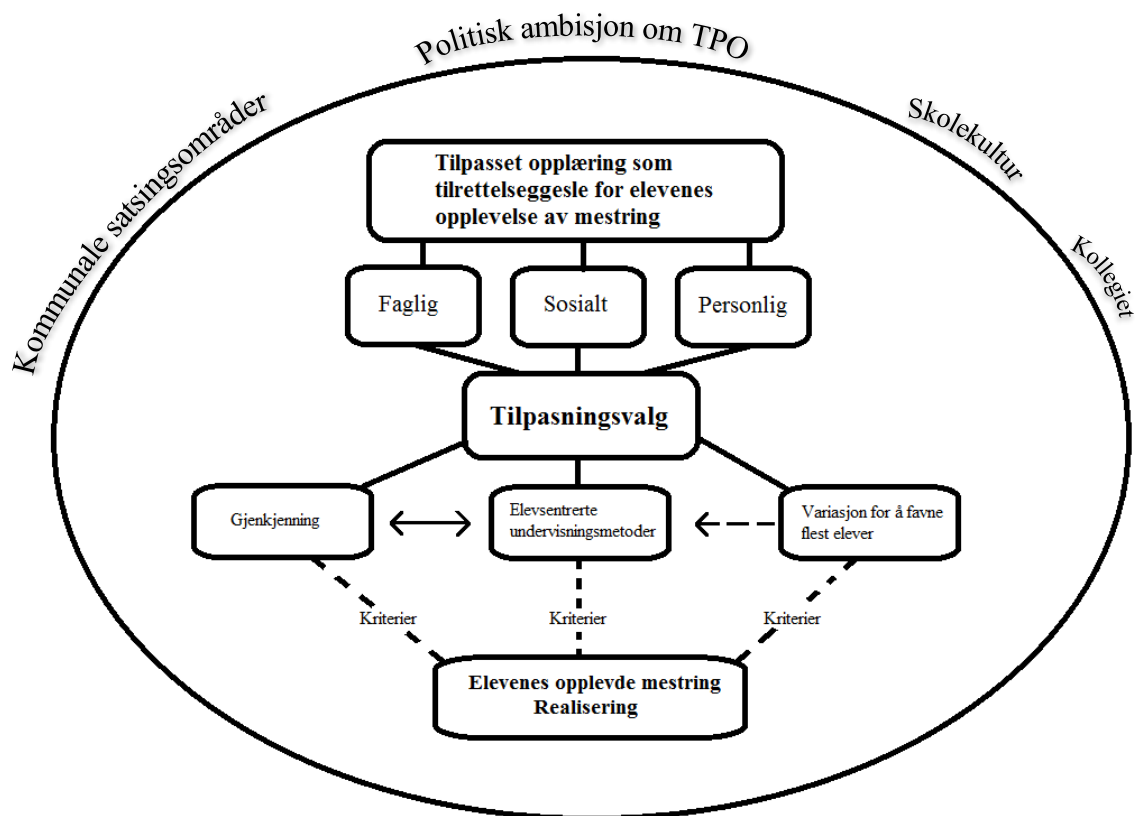 Politisk ambisjon om TPO
Kommunale satsingsområder
Skolekultur
Kollegiet
Tilpasset opplæring som
tilrettelseggesle for elevenes
opplevelse av mestring
Faglig
Sosialt
Personlig
Tilpasningsvalg
Gjenkjenning
Elevsentrerte
undervisningsmetoder
Variasjon for å favne
flest elever
Kriterier
Kriterier
Kriterier
Elevenes opplevde mestring
Realisering